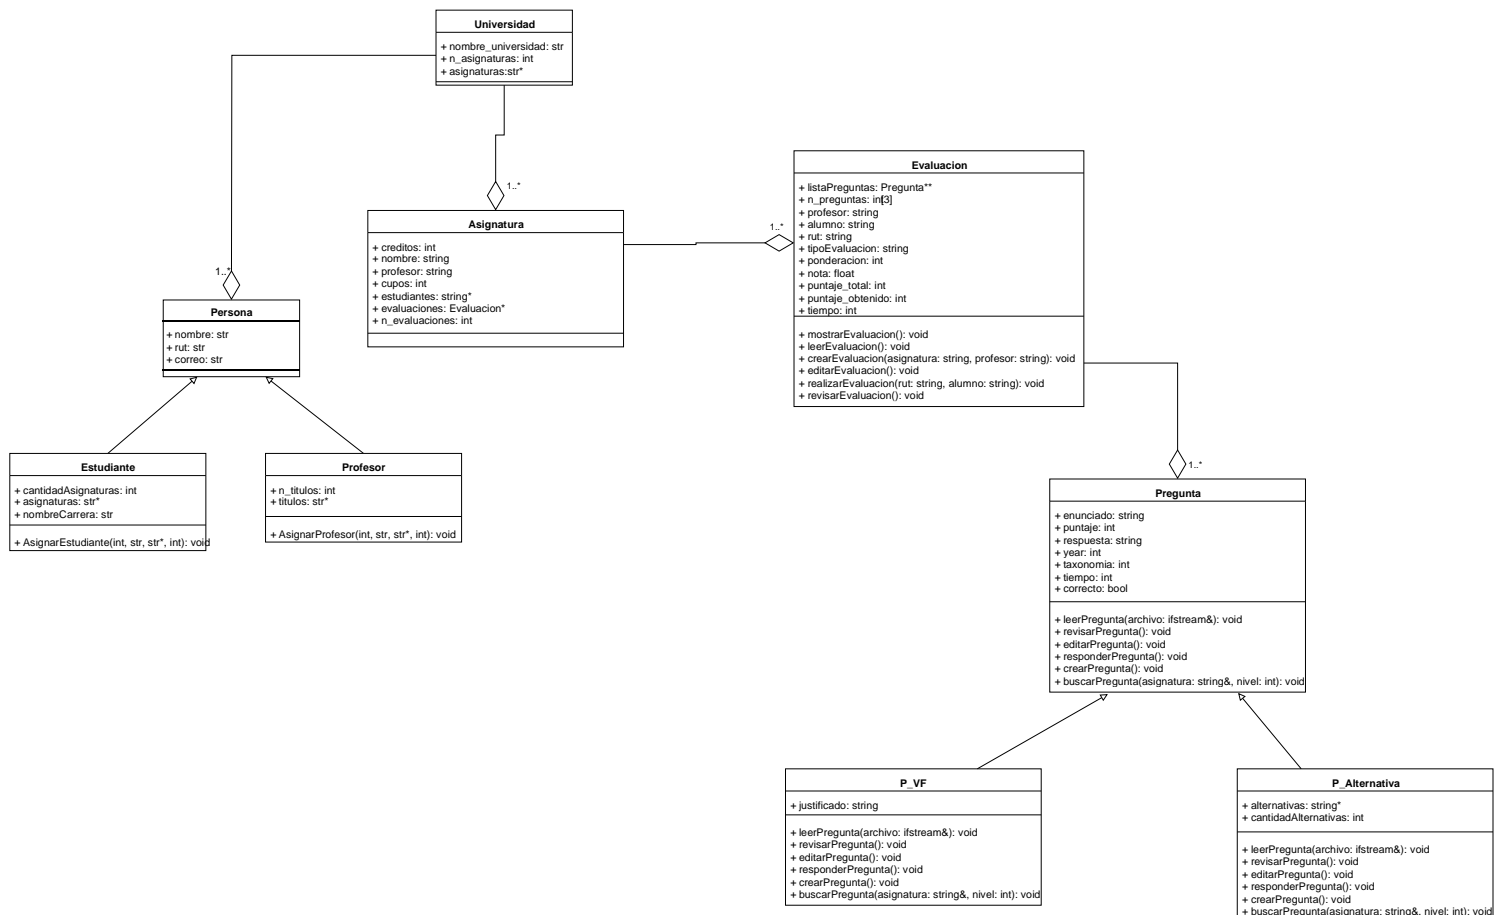 Universidad
+ nombre_universidad: str
+ n_asignaturas: int
+ asignaturas:str*
1..*
Asignatura
+ creditos: int
+ nombre: string
+ profesor: string
+ cupos: int
+ estudiantes: string*
+ evaluaciones: Evaluacion*
+ n_evaluaciones: int
1..*
Evaluacion
+ listaPreguntas: Pregunta**
+ n_preguntas: int[3]
+ profesor: string
+ alumno: string
+ rut: string
+ tipoEvaluacion: string
+ ponderacion: int
+ nota: float
+ puntaje_total: int
+ puntaje_obtenido: int
+ tiempo: int
+ mostrarEvaluacion(): void
+ leerEvaluacion(): void
+ crearEvaluacion(asignatura: string, profesor: string): void
+ editarEvaluacion(): void
+ realizarEvaluacion(rut: string, alumno: string): void
+ revisarEvaluacion(): void
1..*
Persona
+ nombre: str
+ rut: str
+ correo: str
Estudiante
+ cantidadAsignaturas: int
+ asignaturas: str*
+ nombreCarrera: str
+ AsignarEstudiante(int, str, str*, int): void
Profesor
+ n_titulos: int
+ titulos: str*
+ AsignarProfesor(int, str, str*, int): void
1..*
Pregunta
+ enunciado: string
+ puntaje: int
+ respuesta: string
+ year: int
+ taxonomia: int
+ tiempo: int
+ correcto: bool
+ leerPregunta(archivo: ifstream&): void
+ revisarPregunta(): void
+ editarPregunta(): void
+ responderPregunta(): void
+ crearPregunta(): void
+ buscarPregunta(asignatura: string&, nivel: int): void
P_VF
+ justificado: string
+ leerPregunta(archivo: ifstream&): void
+ revisarPregunta(): void
+ editarPregunta(): void
+ responderPregunta(): void
+ crearPregunta(): void
+ buscarPregunta(asignatura: string&, nivel: int): void
P_Alternativa
+ alternativas: string*
+ cantidadAlternativas: int
+ leerPregunta(archivo: ifstream&): void
+ revisarPregunta(): void
+ editarPregunta(): void
+ responderPregunta(): void
+ crearPregunta(): void
+ buscarPregunta(asignatura: string&, nivel: int): void